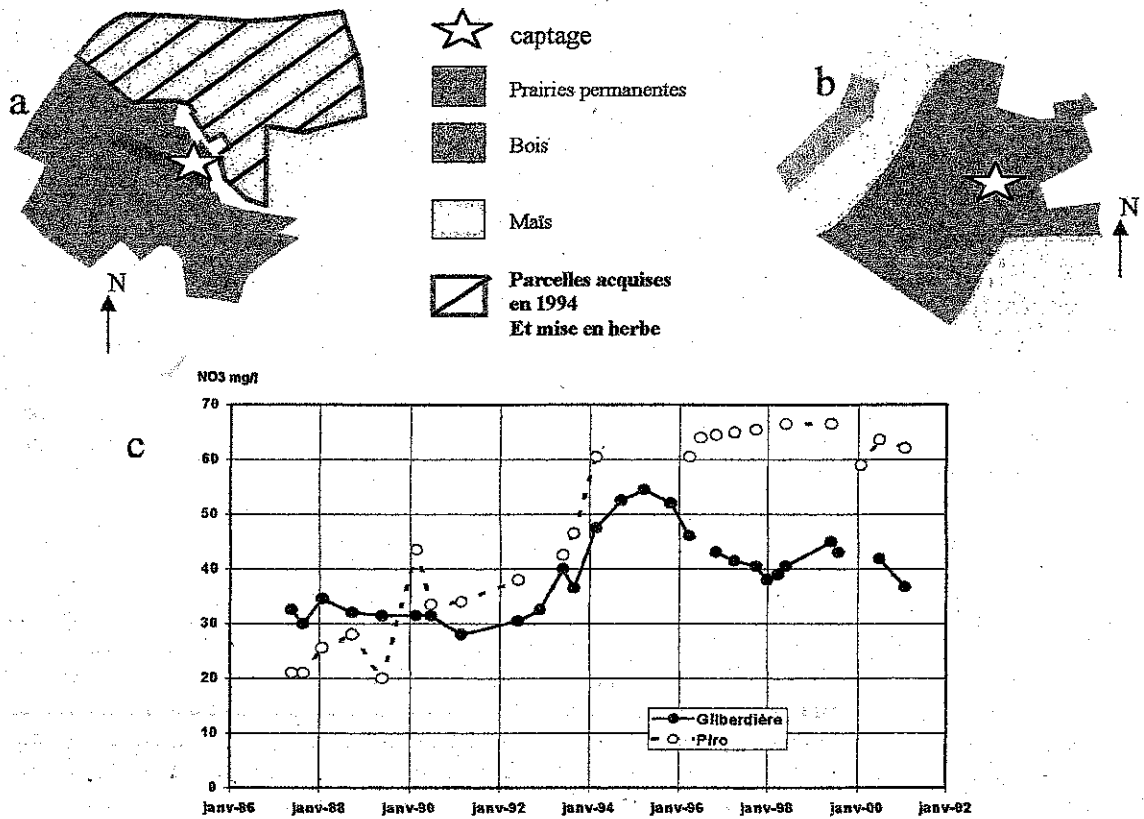 a
captage
Prairies permanentes
Bois
Maïs
Parcelles acquises
en 1994
Et mise en herbe
N
b
N
c
NO3 mg/l
70
60
50
40
30
20
10
0
janv-86
janv-88
janv-90
janv-92
janv-94
janv-96
janv-98
janv-00
janv-02
Gilberdière
Piro